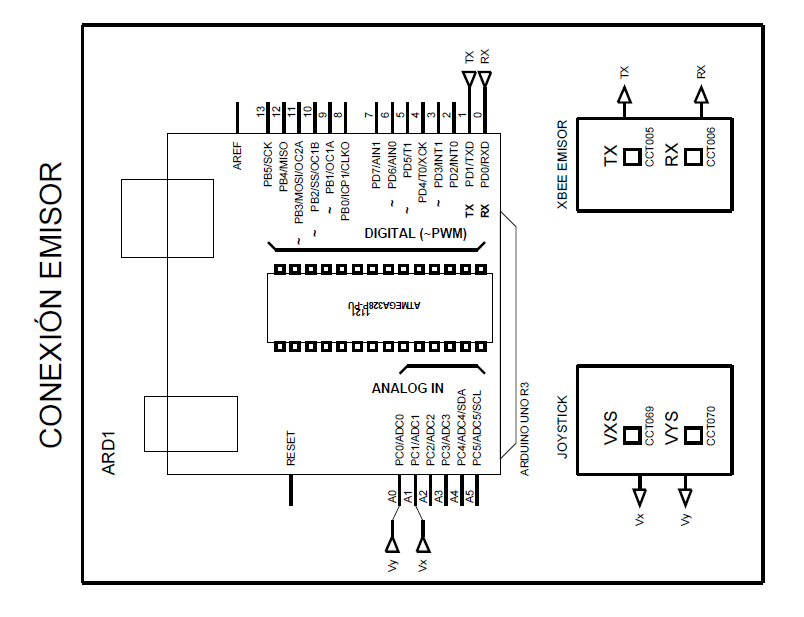 CONEXIÓN EMISOR
ARD1
RESET
AREF
13
PB5/SCK
12
PB4/MISO
11
~ PB3/MOSI/OC2A
10
~ PB2/SS/OC1B
9
~ PB1/OC1A
8
PB0/ICP1/CLKO
7
PD7/AIN1
6
~ PD6/AIN0
5
~ PD5/T1
4
PD4/T0/XCK
3
~ PD3/INT1
2
PD2/INT0
1
TX PD1/TXD
0
RX PD0/RXD
TX
RX
DIGITAL (~PWM)
ATMEGA328P-PU
1121
ANALOG IN
A0
PC0/ADC0
A1
PC1/ADC1
A2
PC2/ADC2
A3
PC3/ADC3
A4
PC4/ADC4/SDA
A5
PC5/ADC5/SCL
Vy
Vx
ARDUINO UNO R3
XBEE EMISOR
TX
TX
CCT005
RX
RX
CCT006
JOYSTICK
VXS
CCT069
VYS
CCT070
Vx
Vy